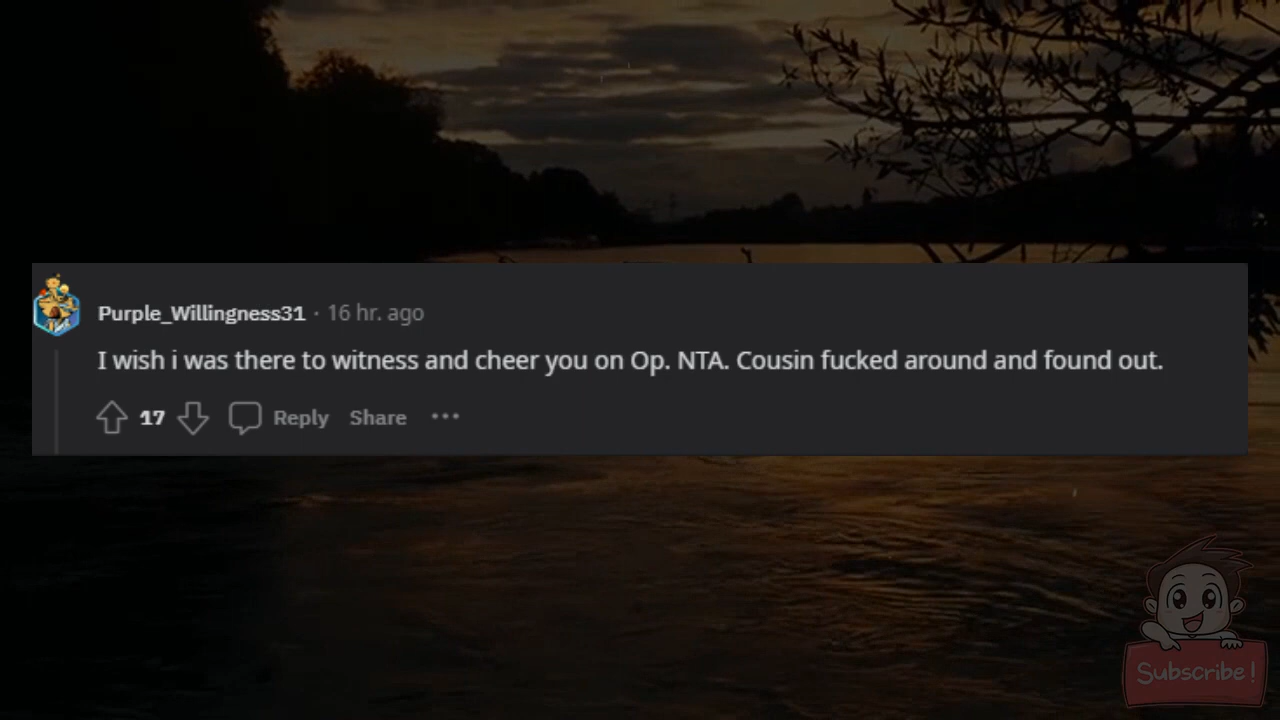 Purple_Willingness31 · 16 hr. ago
I wish i was there to witness and cheer you on Op. NTA. Cousin fucked around and found out.
17 Reply Share ···
Subscribe!